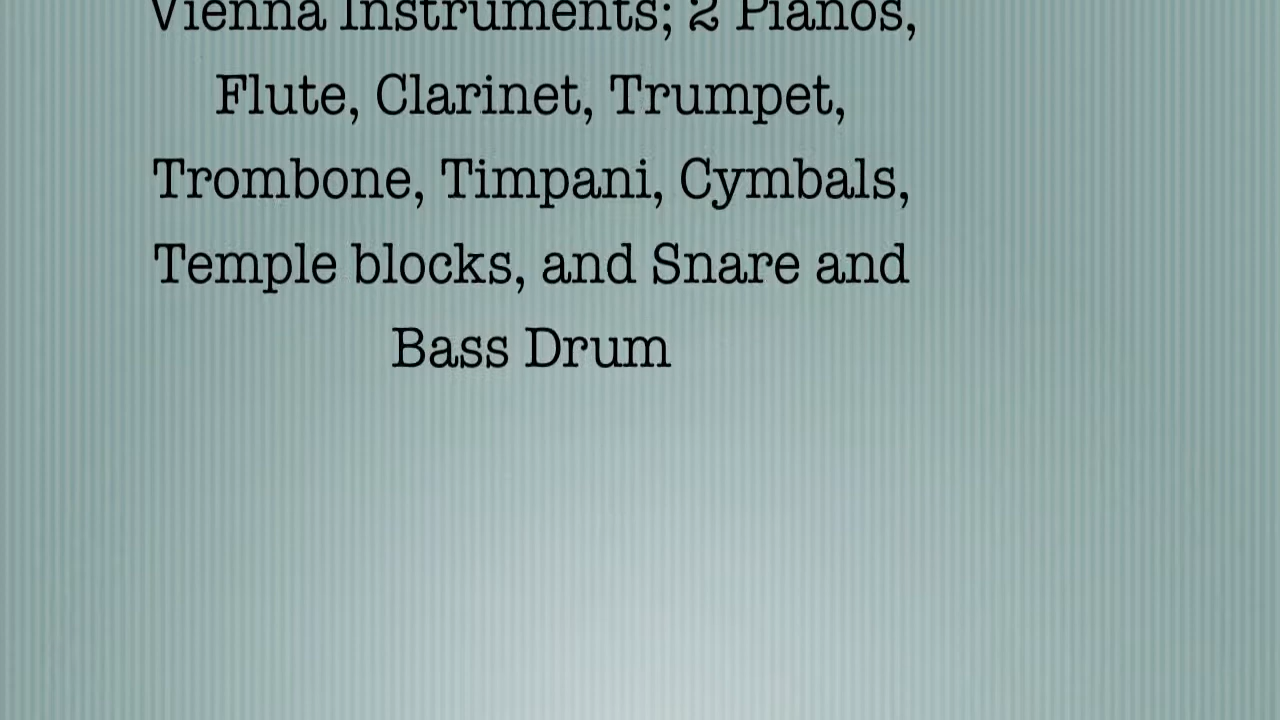 Vienna Instruments; 2 Pianos,
Flute, Clarinet, Trumpet,
Trombone, Timpani, Cymbals,
Temple blocks, and Snare and
Bass Drum